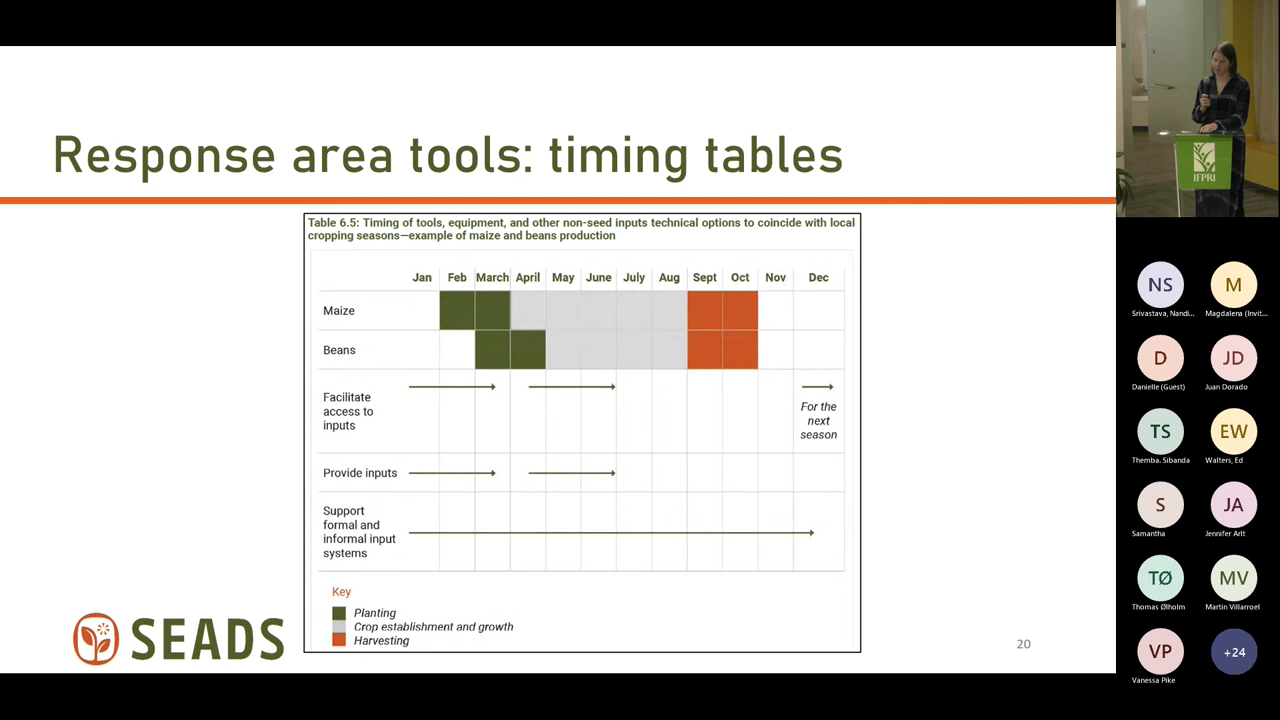 Response area tools: timing tables
Table 6.5: Timing of tools, equipment, and other non-seed inputs technical options to coincide with local
cropping seasons—example of maize and beans production
Jan Feb March April May June July Aug Sept Oct Nov Dec
Maize
Beans
Facilitate
access to
inputs
For the
next
season
Provide inputs
Support
formal and
informal input
systems
Key
Planting
Crop establishment and growth
Harvesting
SEADS
20
IFPRI
NS
Srivastava, Nandi...
M
Magdalena (Invit...
D
Danielle (Guest)
JD
Juan Dorado
TS
Themba. Sibanda
EW
Walters, Ed
S
Samantha
JA
Jennifer Arlt
TØ
Thomas Ølholm
MV
Martin Villarroel
VP
Vanessa Pike
+24